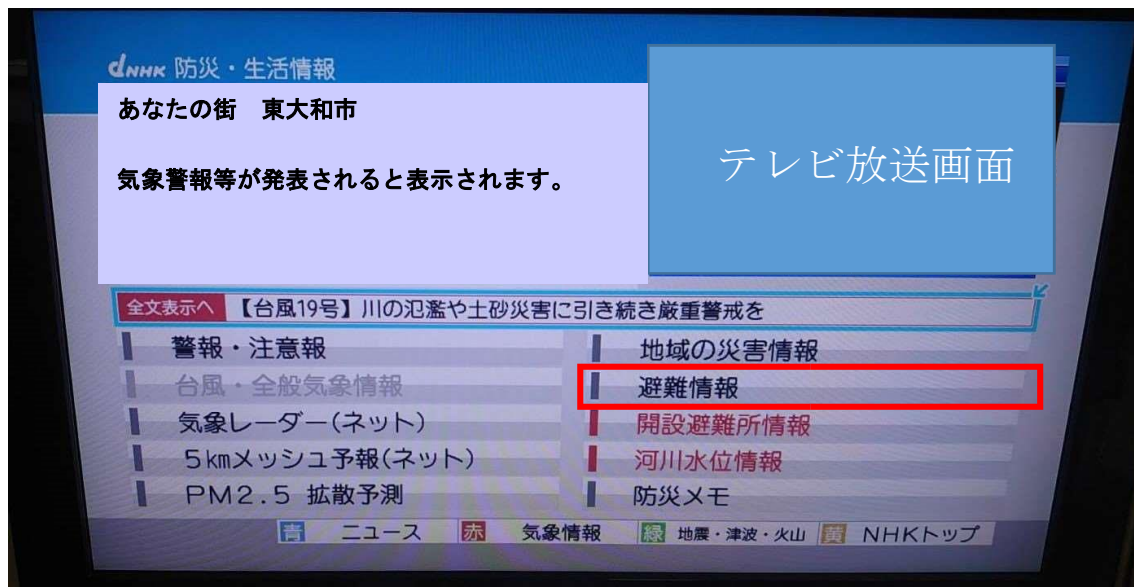 dNHK 防災・生活情報
あなたの街　東大和市
気象警報等が発表されると表示されます。
テレビ放送画面
全文表示へ 【台風19号】川の氾濫や土砂災害に引き続き厳重警戒を
警報・注意報
台風・全般気象情報
気象レーダー(ネット)
5kmメッシュ予報(ネット)
PM2.5 拡散予測
地域の災害情報
避難情報
開設避難所情報
河川水位情報
防災メモ
青 ニュース 赤 気象情報 緑 地震・津波・火山 黄 NHKトップ